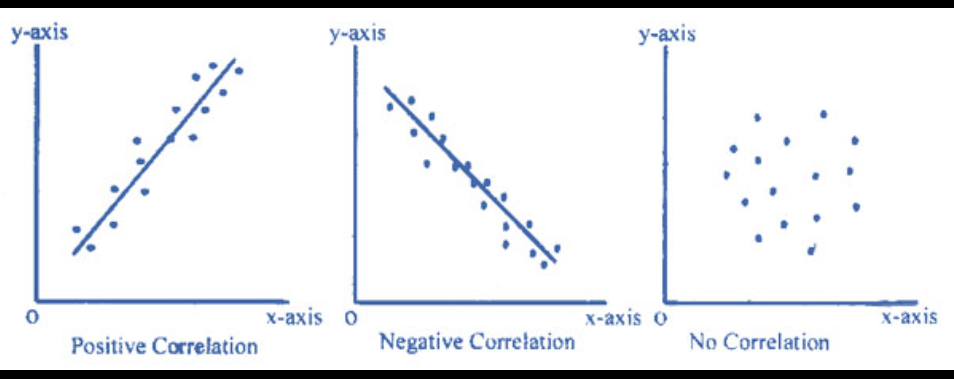 y-axis
y-axis
y-axis
O
x-axis
O
x-axis
O
x-axis
Positive Correlation
Negative Correlation
No Correlation